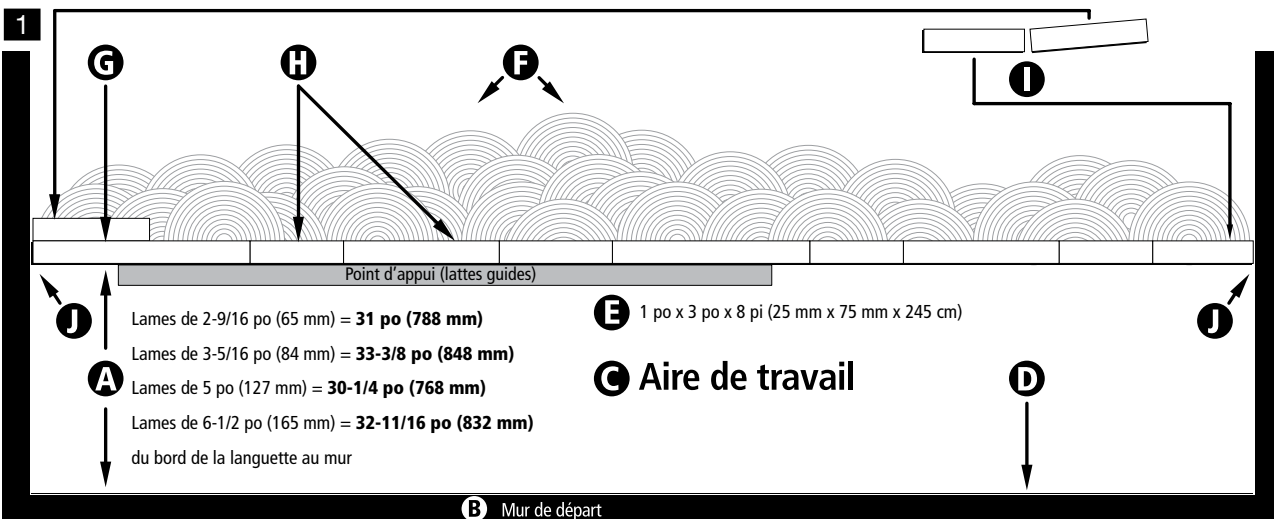 1
G
H
F
I
Point d'appui (lattes guides)
J
Lames de 2-9/16 po (65 mm) = 31 po (788 mm)
E 1 po x 3 po x 8 pi (25 mm x 75 mm x 245 cm)
J
Lames de 3-5/16 po (84 mm) = 33-3/8 po (848 mm)
A
Lames de 5 po (127 mm) = 30-1/4 po (768 mm)
C Aire de travail
D
Lames de 6-1/2 po (165 mm) = 32-11/16 po (832 mm)
du bord de la languette au mur
B Mur de départ